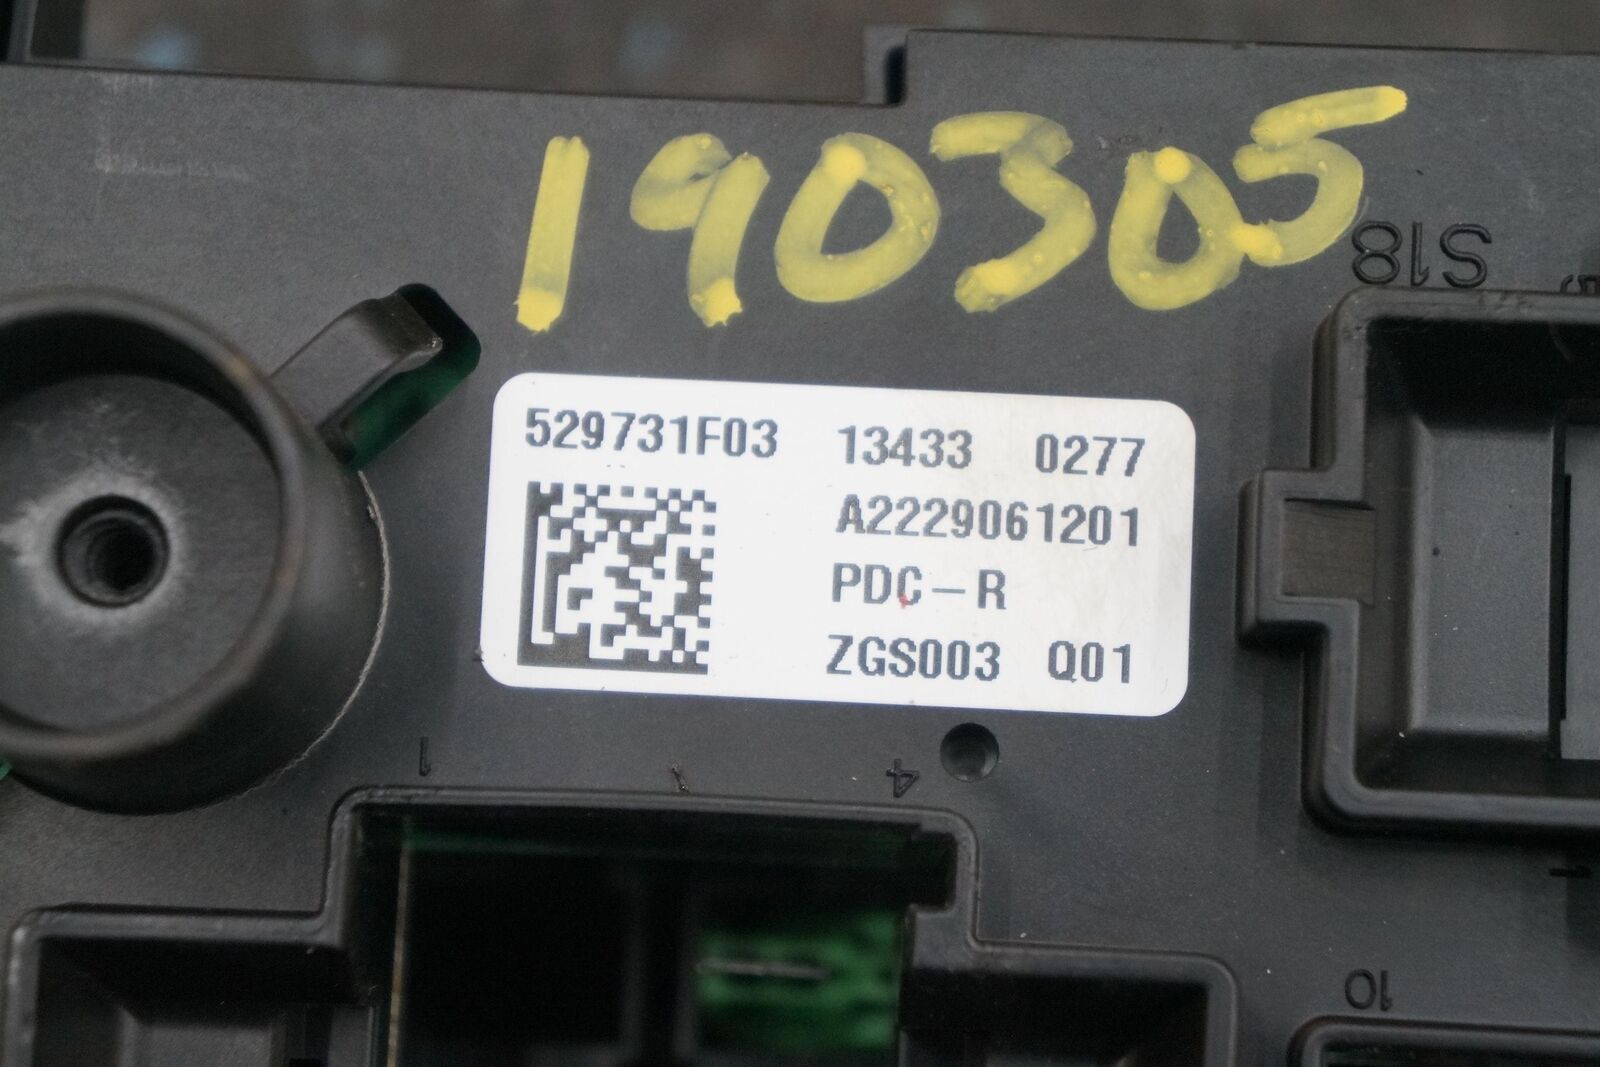 190305
S18
529731F03 13433 0277
A2229061201
PDC-R
ZGS003 Q01
1
4
10